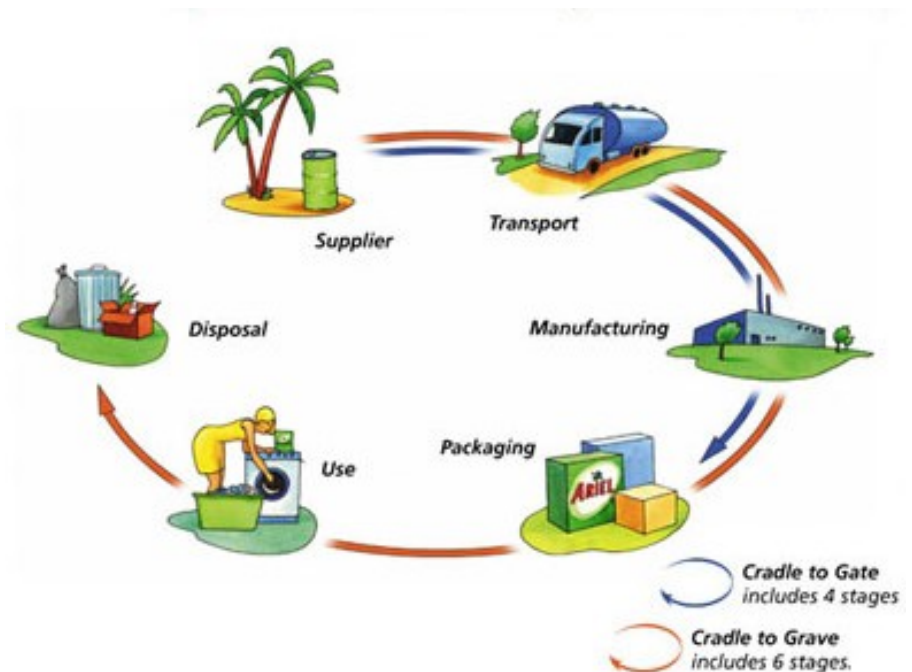 Supplier
Transport
Disposal
Manufacturing
Packaging
Use
ARIEL
Cradle to Gate
includes 4 stages
Cradle to Grave
includes 6 stages.